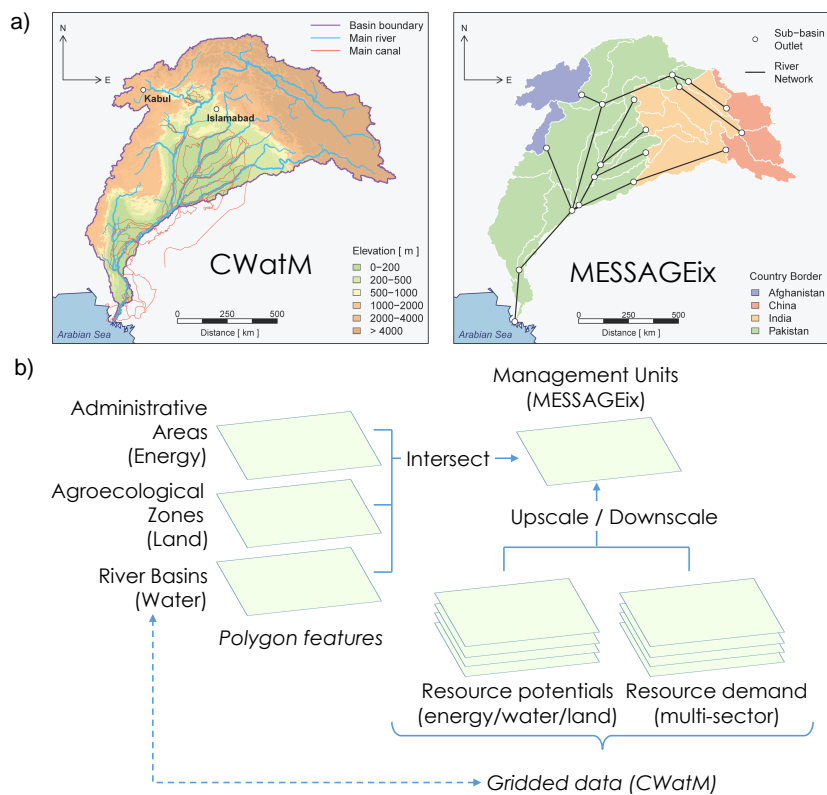 a)
N
E
Basin boundary
Main river
Main canal
Kabul
Islamabad
CWatM
Elevation [ m ]
0−200
200−500
500−1000
1000−2000
2000−4000
> 4000
Arabian Sea
0 250 500
Distance [ km ]
N
E
Sub-basin
Outlet
River
Network
MESSAGEix
Country Border
Afghanistan
China
India
Pakistan
Arabian Sea
0 250 500
Distance [ km ]
b)
Administrative
Areas
(Energy)
Agroecological
Zones
(Land)
River Basins
(Water)
Polygon features
Intersect
Management Units
(MESSAGEix)
Upscale / Downscale
Resource potentials
(energy/water/land)
Resource demand
(multi-sector)
Gridded data (CWatM)